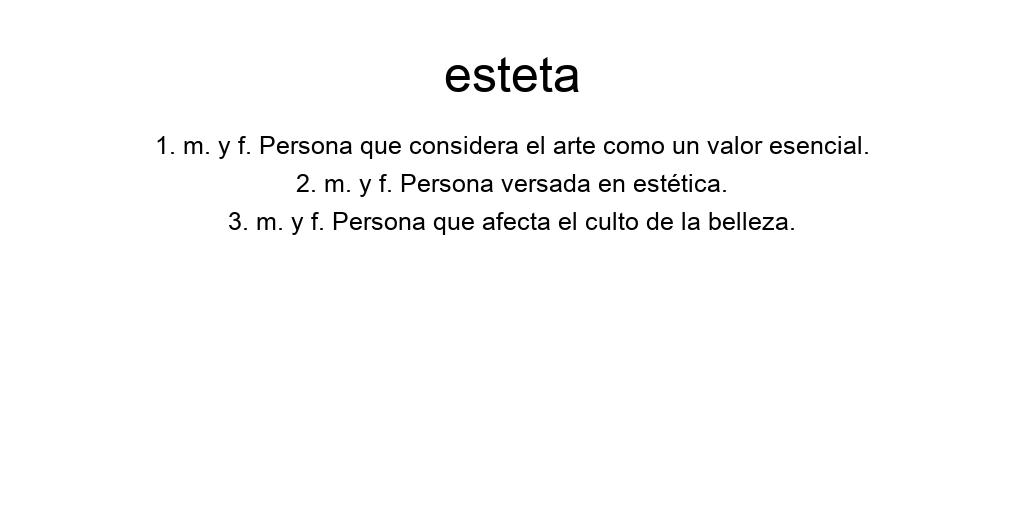 esteta
1. m. y f. Persona que considera el arte como un valor esencial.
2. m. y f. Persona versada en estética.
3. m. y f. Persona que afecta el culto de la belleza.